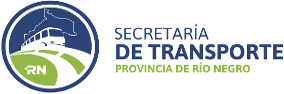 RN
SECRETARÍA
DE TRANSPORTE
PROVINCIA DE RÍO NEGRO